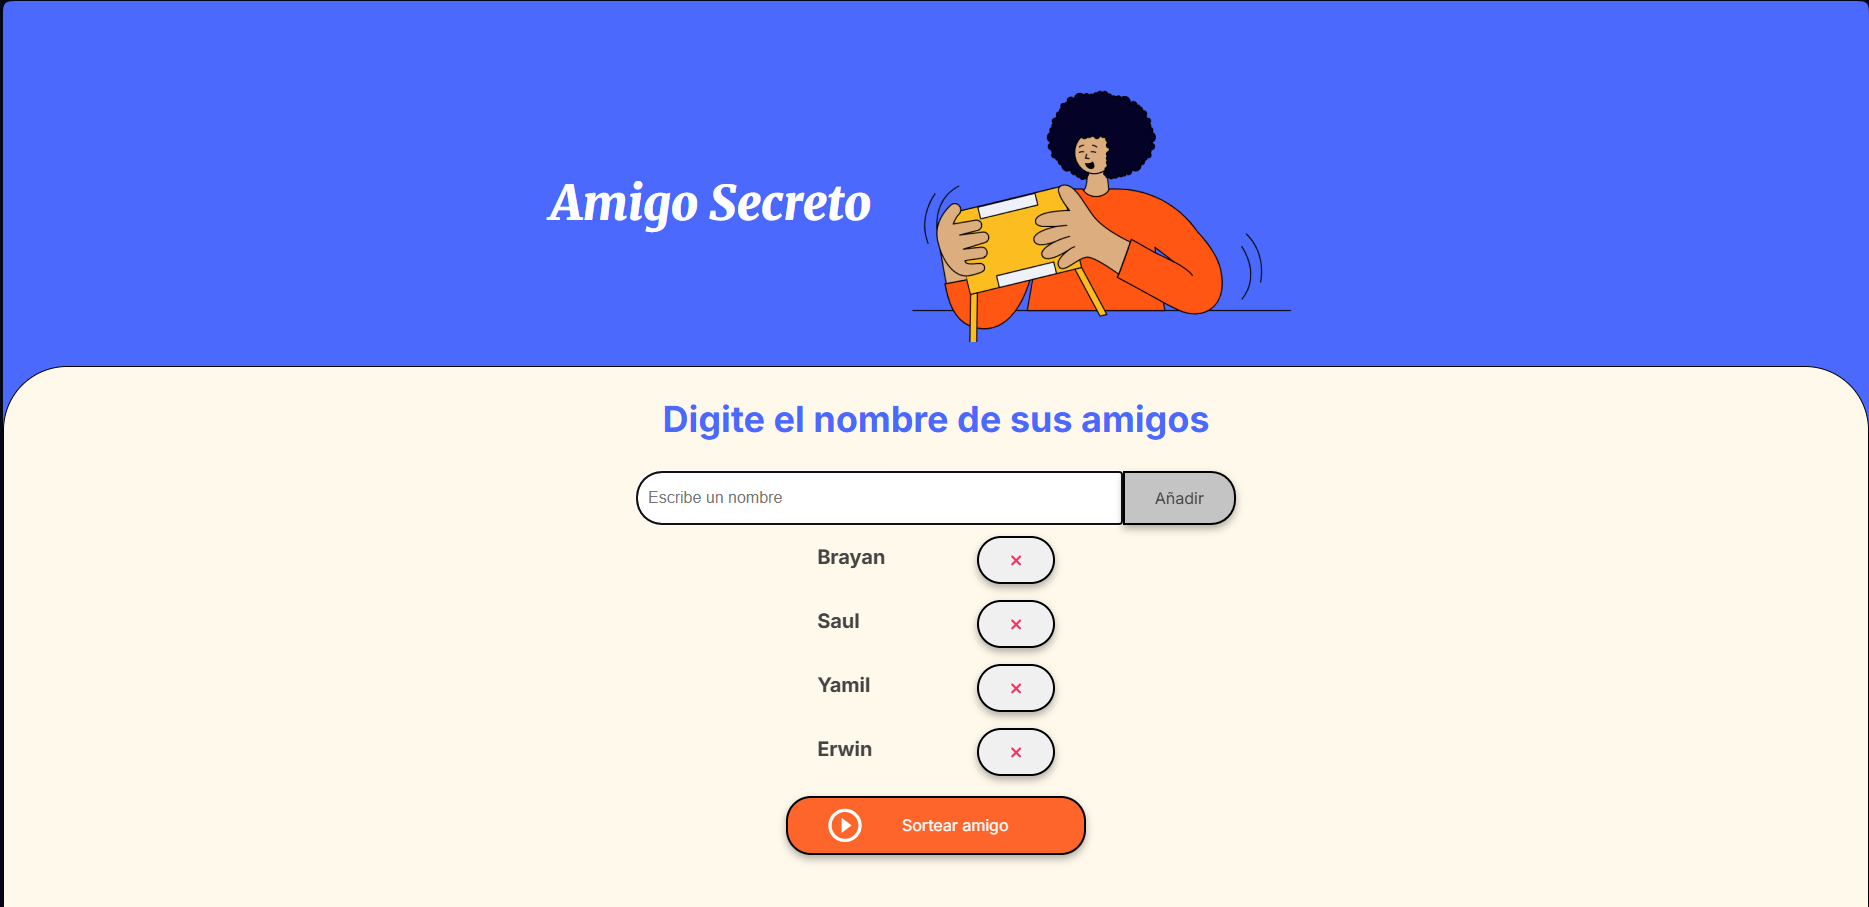 Amigo Secreto
Digite el nombre de sus amigos
Escribe un nombre
Añadir
Brayan
Saul
Yamil
Erwin
Sortear amigo